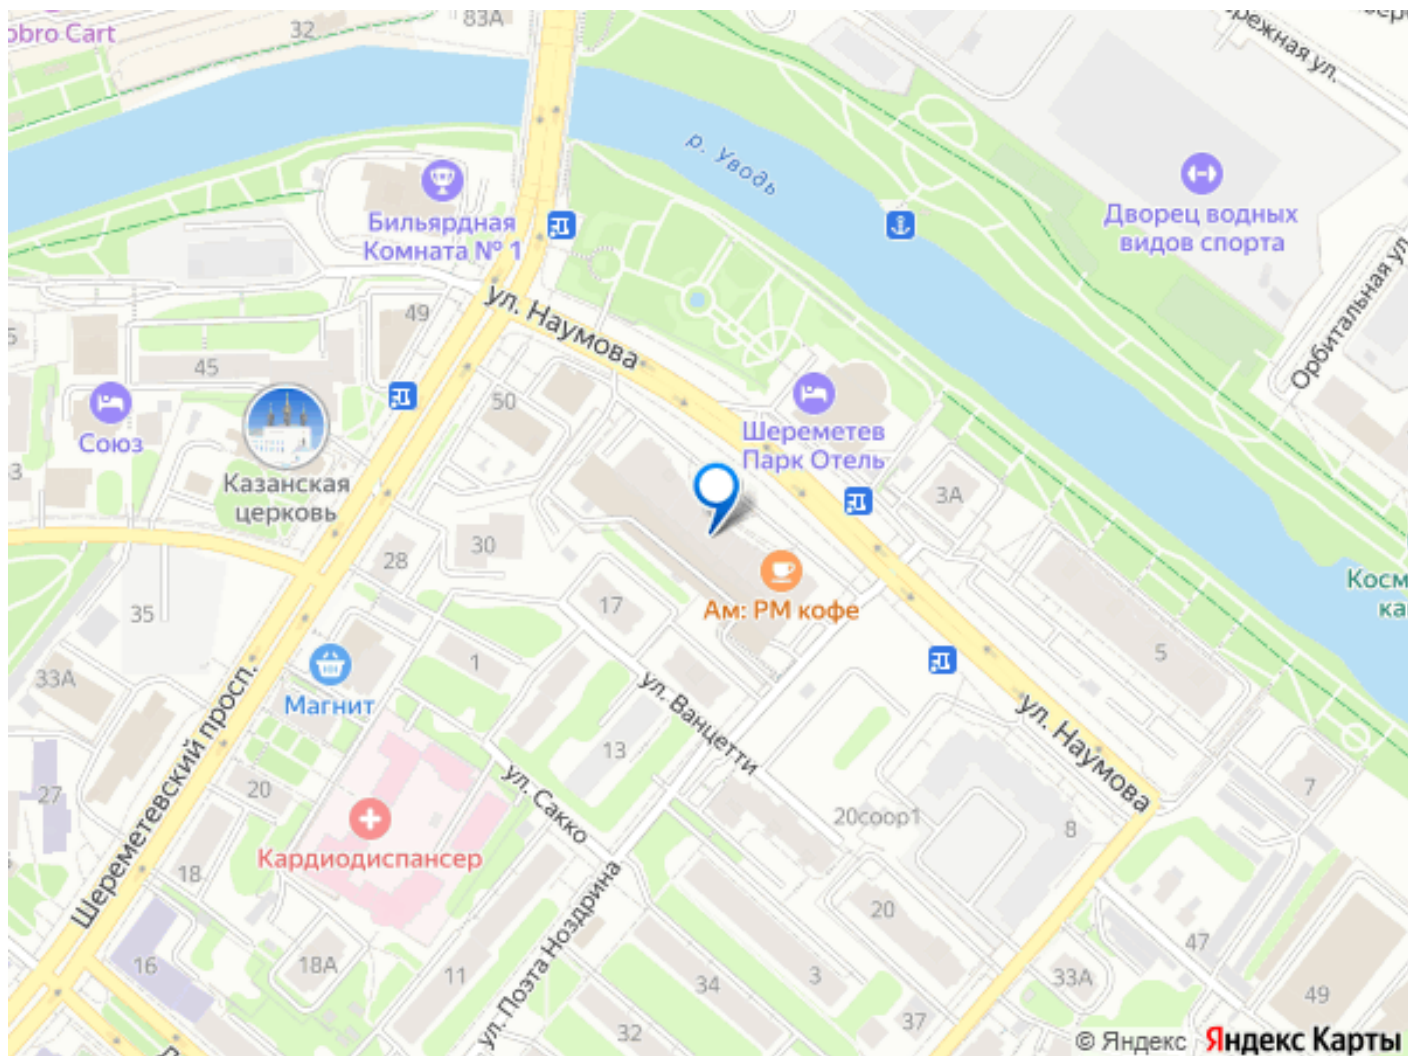 obro Cart
32
83А
р. Уводь
Дворец водных
видов спорта
Орбитальная ул.
Бильярдная
Комната № 1
49
45
ул. Наумова
50
Союз
Казанская
церковь
Шереметев
Парк Отель
3А
28
30
17
Ам: РМ кофе
Косм
ка
35
33А
Магнит
1
5
Шереметевский просп.
ул. Ванцетти
13
ул. Наумова
7
27
20
ул. Сакко
20соор1
8
Кардиодиспансер
18
ул. Поэта Ноздрина
20
47
16
18А
11
34
3
33А
49
37
32
© Яндекс
Яндекс Карты